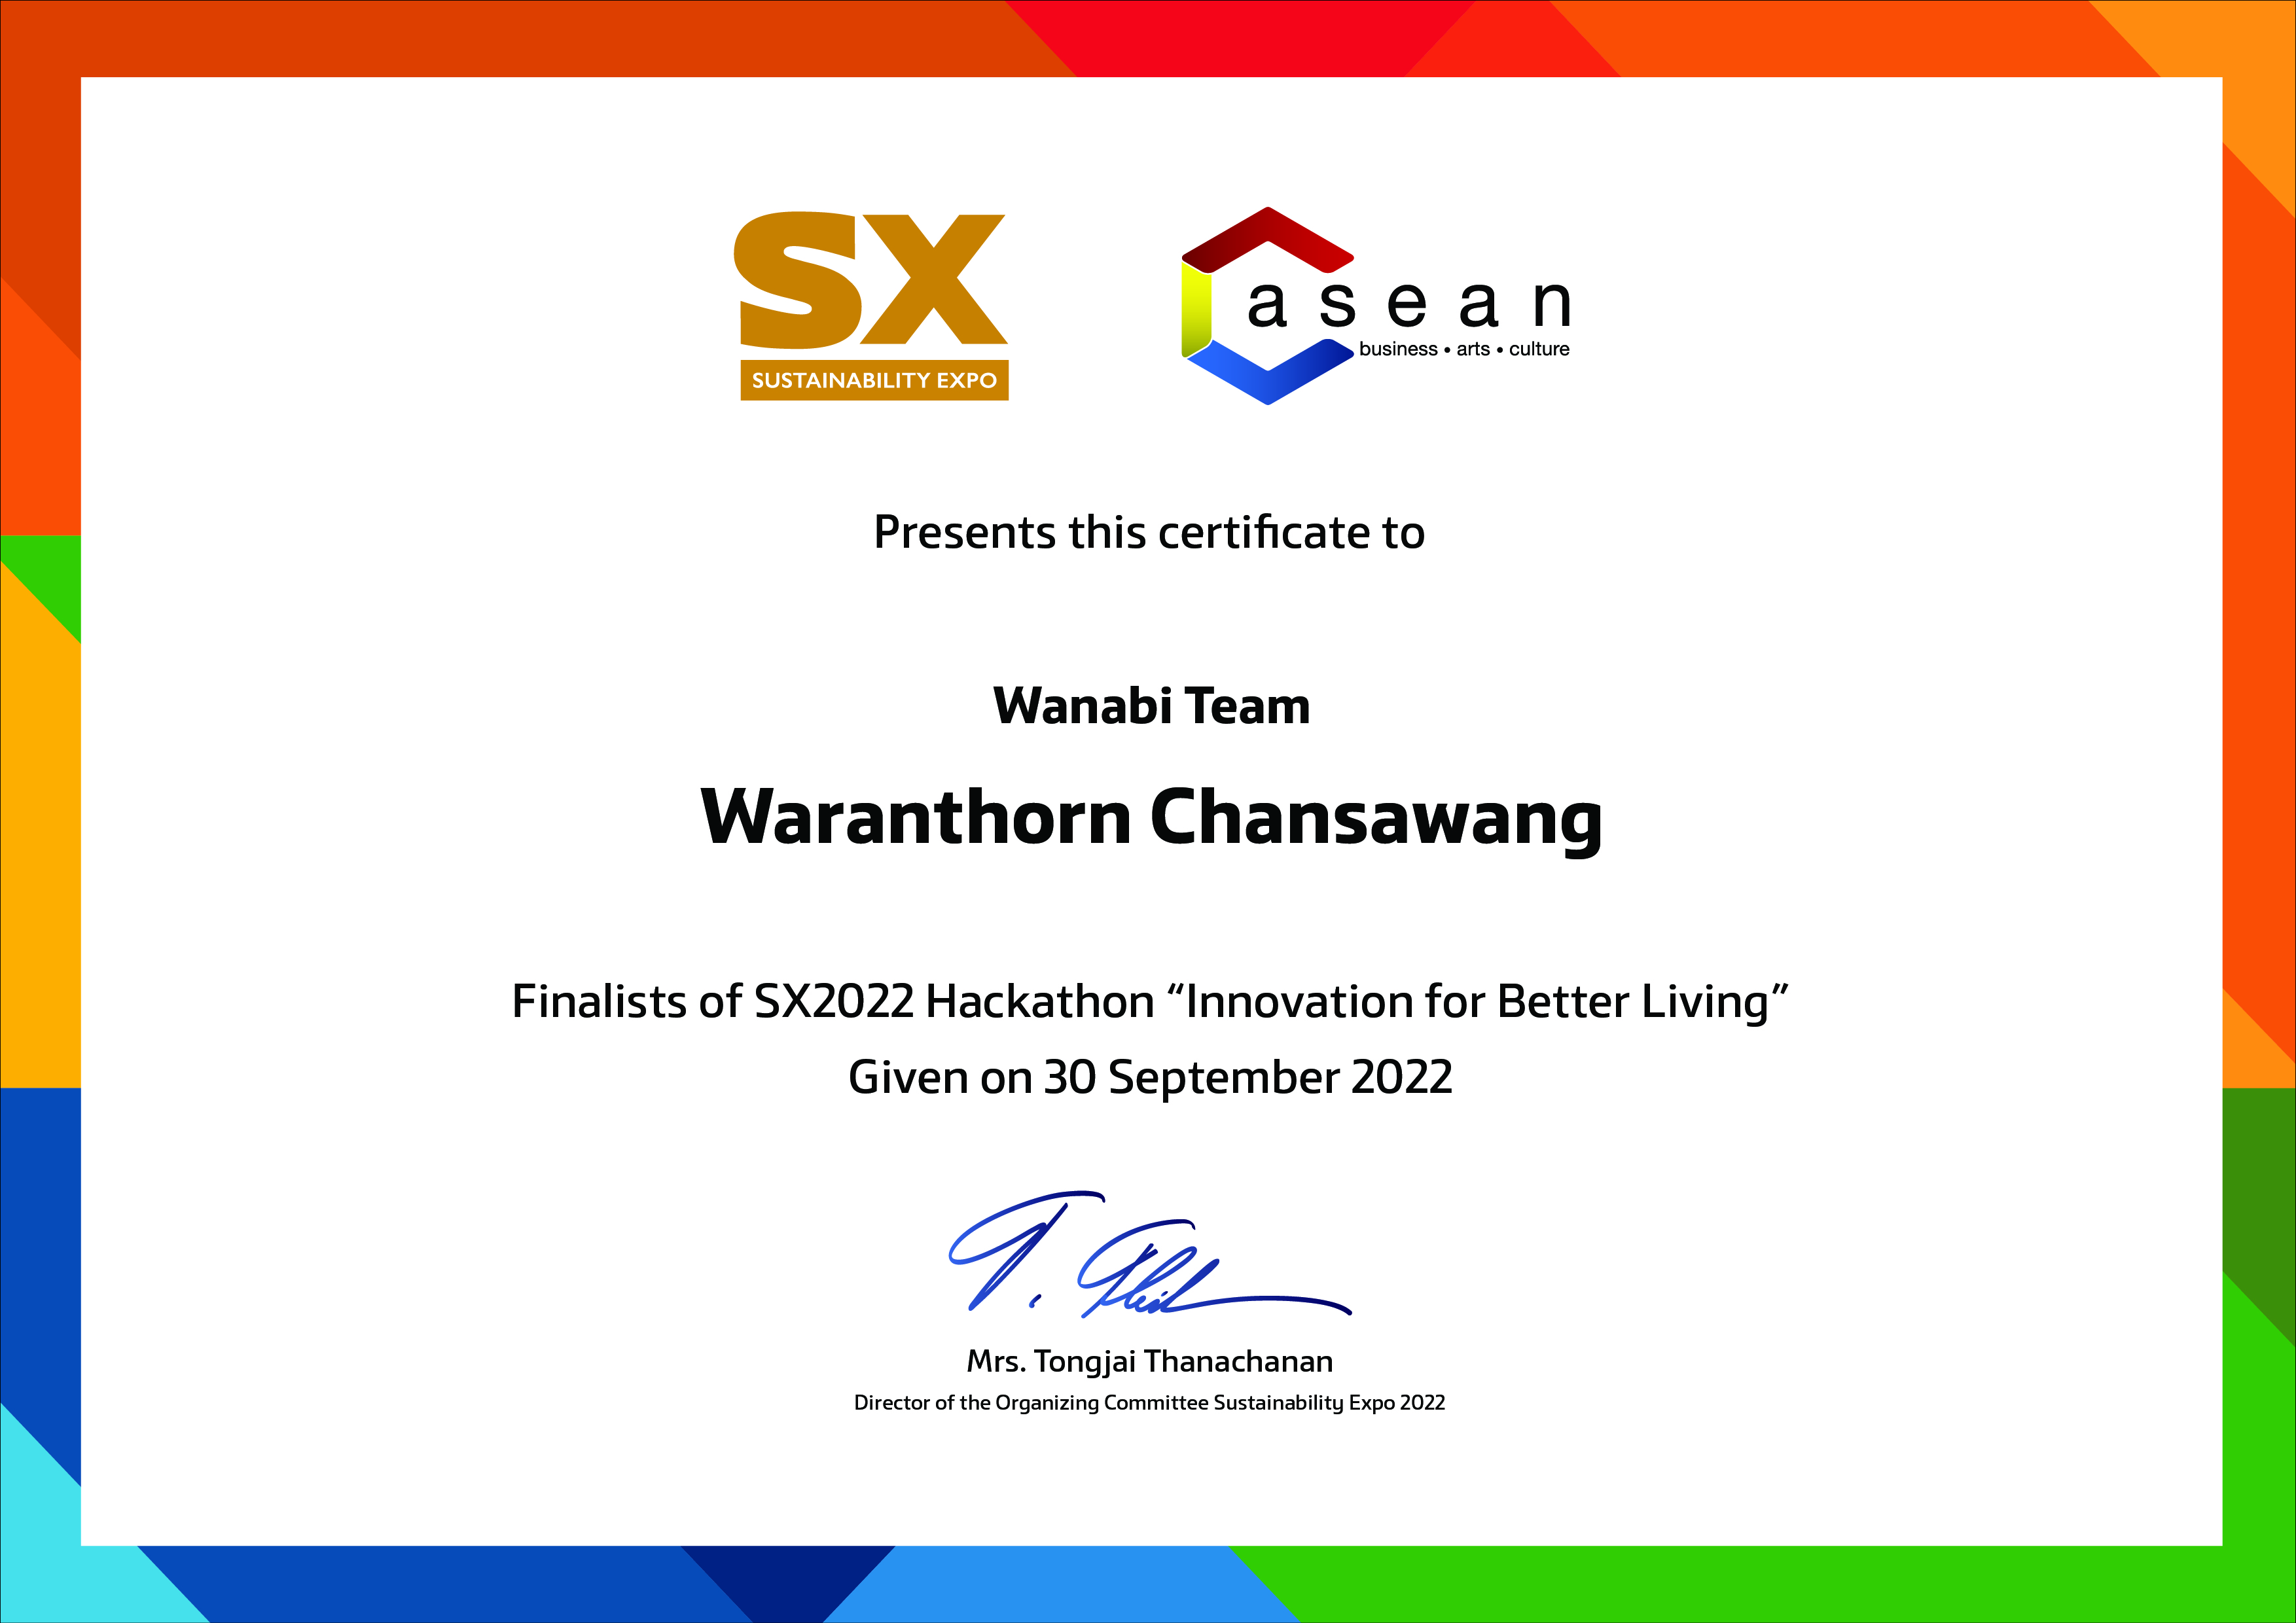 SX
SUSTAINABILITY EXPO
asean
business • arts • culture
Presents this certificate to
Wanabi Team
Waranthorn Chansawang
Finalists of SX2022 Hackathon “Innovation for Better Living”
Given on 30 September 2022
Mrs. Tongjai Thanachanan
Director of the Organizing Committee Sustainability Expo 2022